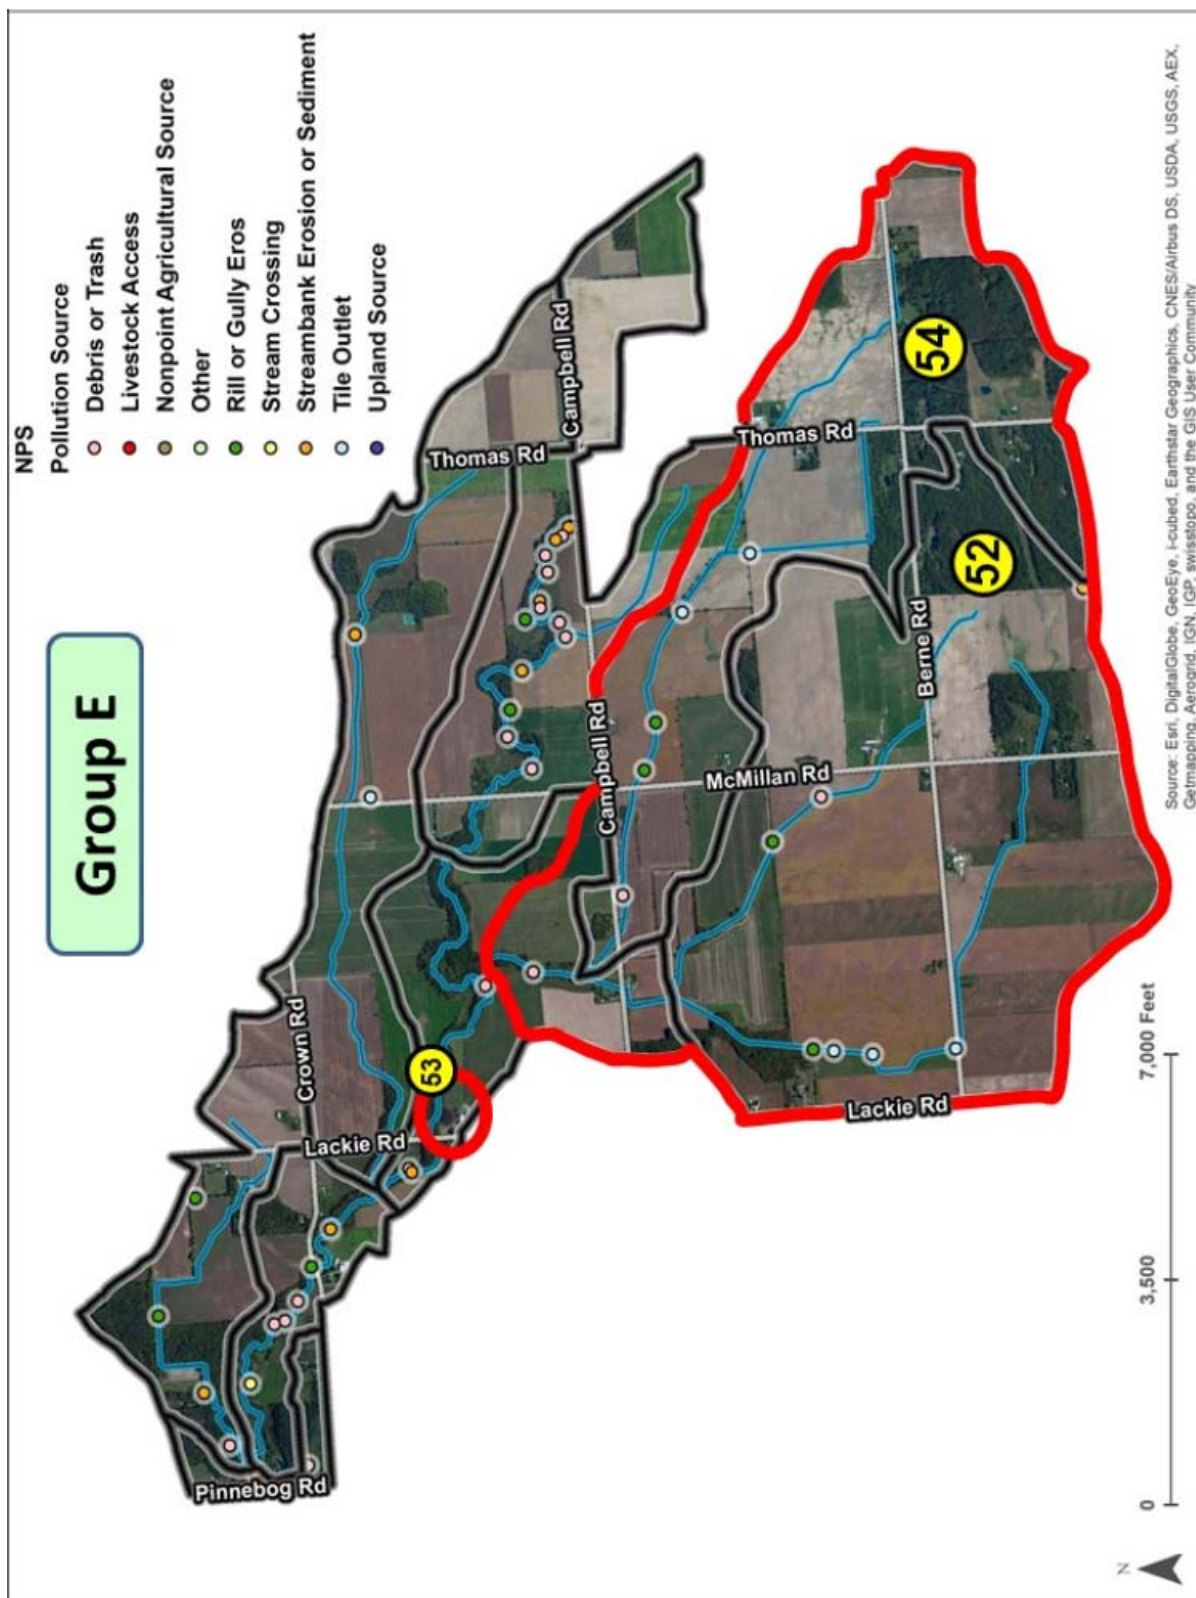 Group E
NPS
Pollution Source
Debris or Trash
Livestock Access
Nonpoint Agricultural Source
Other
Rill or Gully Eros
Stream Crossing
Streambank Erosion or Sediment
Tile Outlet
Upland Source
Pinnebog Rd
Crown Rd
Lackie Rd
53
Thomas Rd
Campbell Rd
Campbell Rd
Thomas Rd
McMillan Rd
Berne Rd
54
52
Lackie Rd
N
0 3,500 7,000 Feet
Source: Esri, DigitalGlobe, GeoEye, i-cubed, Earthstar Geographics, CNES/Airbus DS, USDA, USGS, AEX,
Getmapping, Aerogrid, IGN, IGP, swisstopo, and the GIS User Community